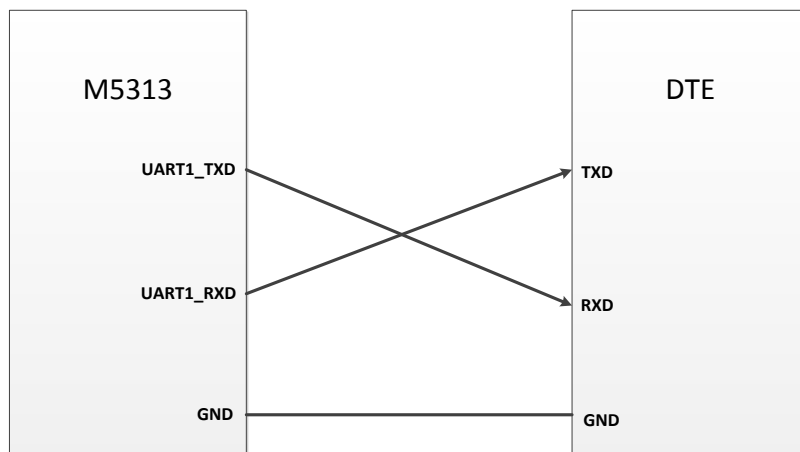 M5313
DTE
UART1_TXD
TXD
UART1_RXD
RXD
GND
GND